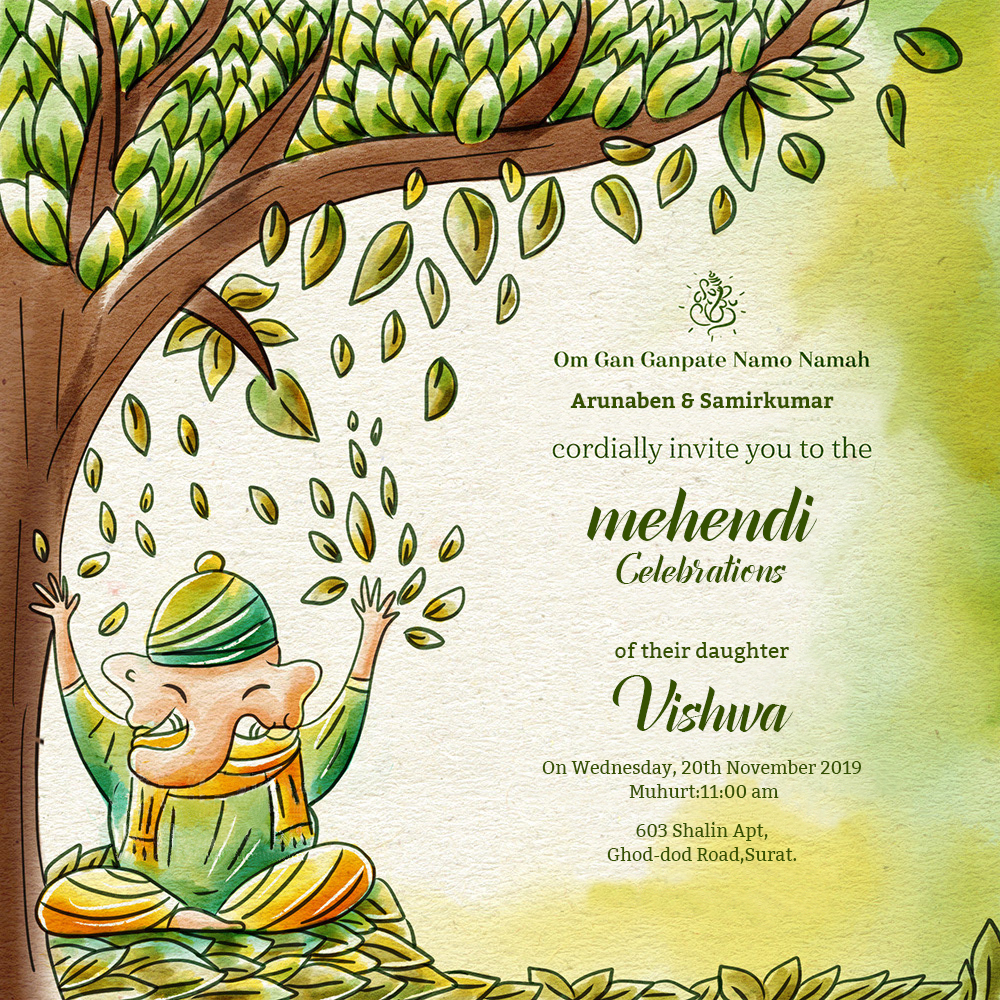 Om Gan Ganpate Namo Namah
Arunaben & Samirkumar
cordially invite you to the
mehendi
Celebrations
of their daughter
Vishwa
On Wednesday, 20th November 2019
Muhurt:11:00 am
603 Shalin Apt,
Ghod-dod Road,Surat.